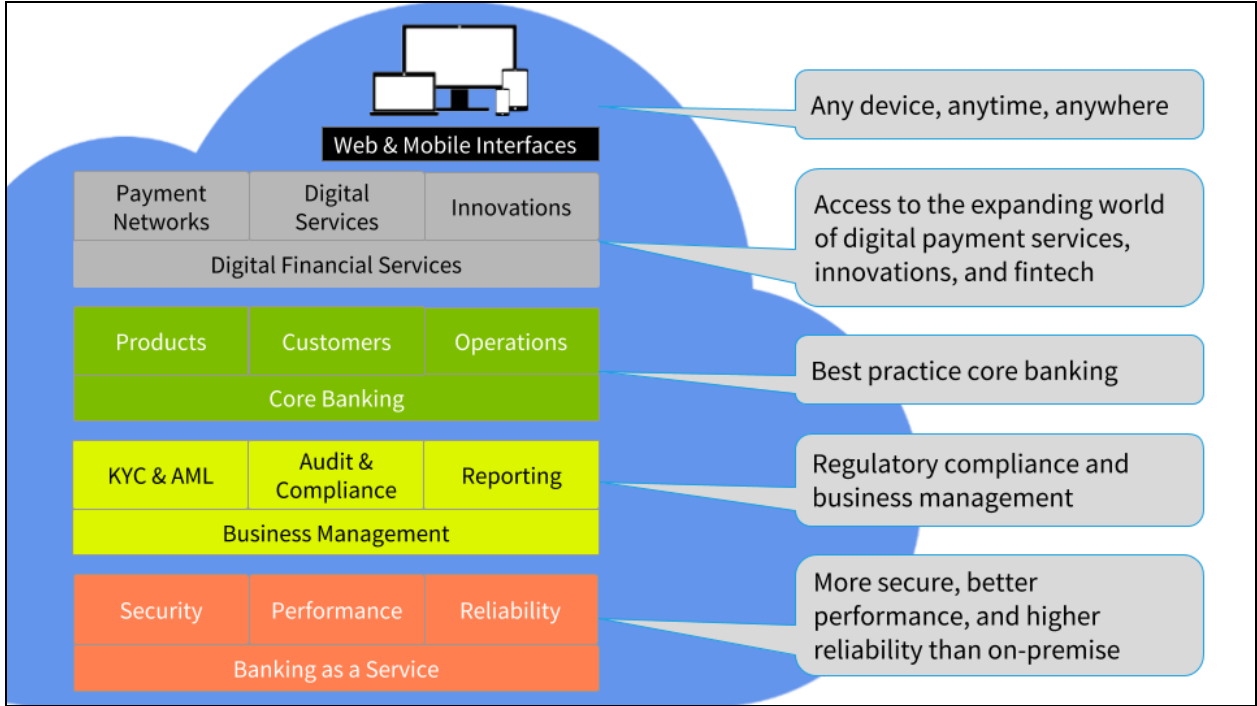 Web & Mobile Interfaces
Any device, anytime, anywhere
Payment
Networks
Digital
Services
Innovations
Digital Financial Services
Access to the expanding world
of digital payment services,
innovations, and fintech
Products
Customers
Operations
Core Banking
Best practice core banking
KYC & AML
Audit &
Compliance
Reporting
Business Management
Regulatory compliance and
business management
Security
Performance
Reliability
Banking as a Service
More secure, better
performance, and higher
reliability than on-premise